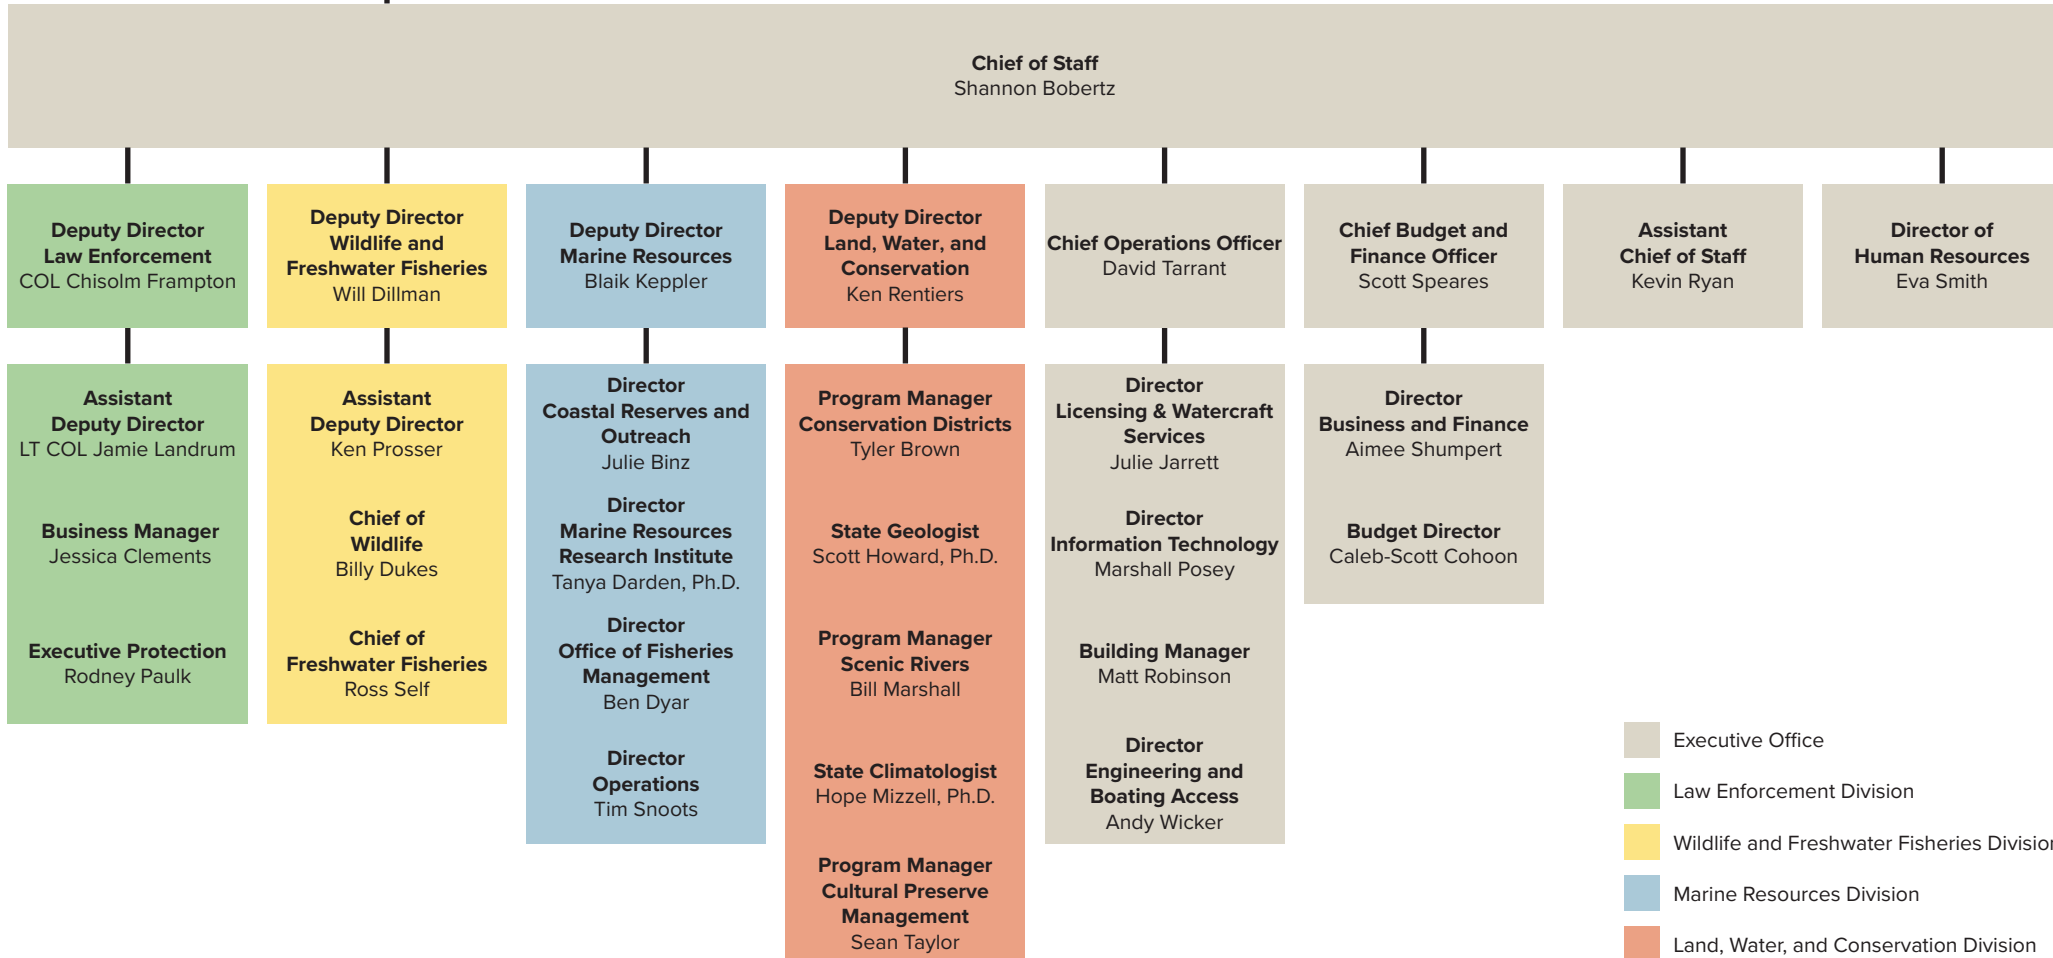 Chief of Staff
Shannon Bobertz
Deputy Director
Law Enforcement
COL Chisolm Frampton
Deputy Director
Wildlife and
Freshwater Fisheries
Will Dillman
Deputy Director
Marine Resources
Blaik Keppler
Deputy Director
Land, Water, and
Conservation
Ken Rentiers
Chief Operations Officer
David Tarrant
Chief Budget and
Finance Officer
Scott Speares
Assistant
Chief of Staff
Kevin Ryan
Director of
Human Resources
Eva Smith
Assistant
Deputy Director
LT COL Jamie Landrum
Business Manager
Jessica Clements
Executive Protection
Rodney Paulk
Assistant
Deputy Director
Ken Prosser
Chief of
Wildlife
Billy Dukes
Chief of
Freshwater Fisheries
Ross Self
Director
Coastal Reserves and
Outreach
Julie Binz
Director
Marine Resources
Research Institute
Tanya Darden, Ph.D.
Director
Office of Fisheries
Management
Ben Dyar
Director
Operations
Tim Snoots
Program Manager
Conservation Districts
Tyler Brown
State Geologist
Scott Howard, Ph.D.
Program Manager
Scenic Rivers
Bill Marshall
State Climatologist
Hope Mizzell, Ph.D.
Program Manager
Cultural Preserve
Management
Sean Taylor
Director
Licensing & Watercraft
Services
Julie Jarrett
Director
Information Technology
Marshall Posey
Building Manager
Matt Robinson
Director
Engineering and
Boating Access
Andy Wicker
Director
Business and Finance
Aimee Shumpert
Budget Director
Caleb-Scott Cohoon
Executive Office
Law Enforcement Division
Wildlife and Freshwater Fisheries Division
Marine Resources Division
Land, Water, and Conservation Division